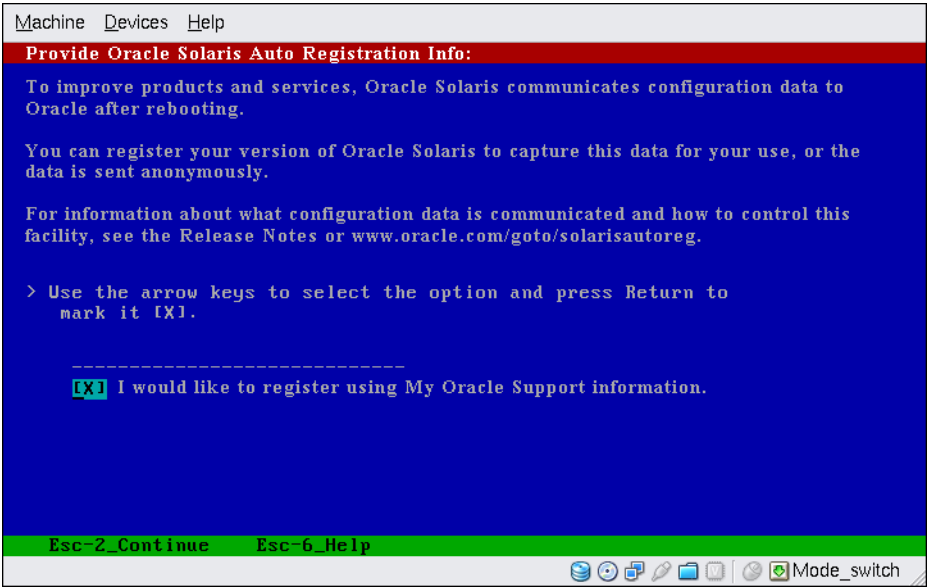 Machine Devices Help
Provide Oracle Solaris Auto Registration Info:
To improve products and services, Oracle Solaris communicates configuration data to
Oracle after rebooting.
You can register your version of Oracle Solaris to capture this data for your use, or the
data is sent anonymously.
For information about what configuration data is communicated and how to control this
facility, see the Release Notes or www.oracle.com/goto/solarisautoreg.
> Use the arrow keys to select the option and press Return to
mark it [X].
_____________________________
[X] I would like to register using My Oracle Support information.
Esc-2_Continue Esc-6_Help
Mode_switch